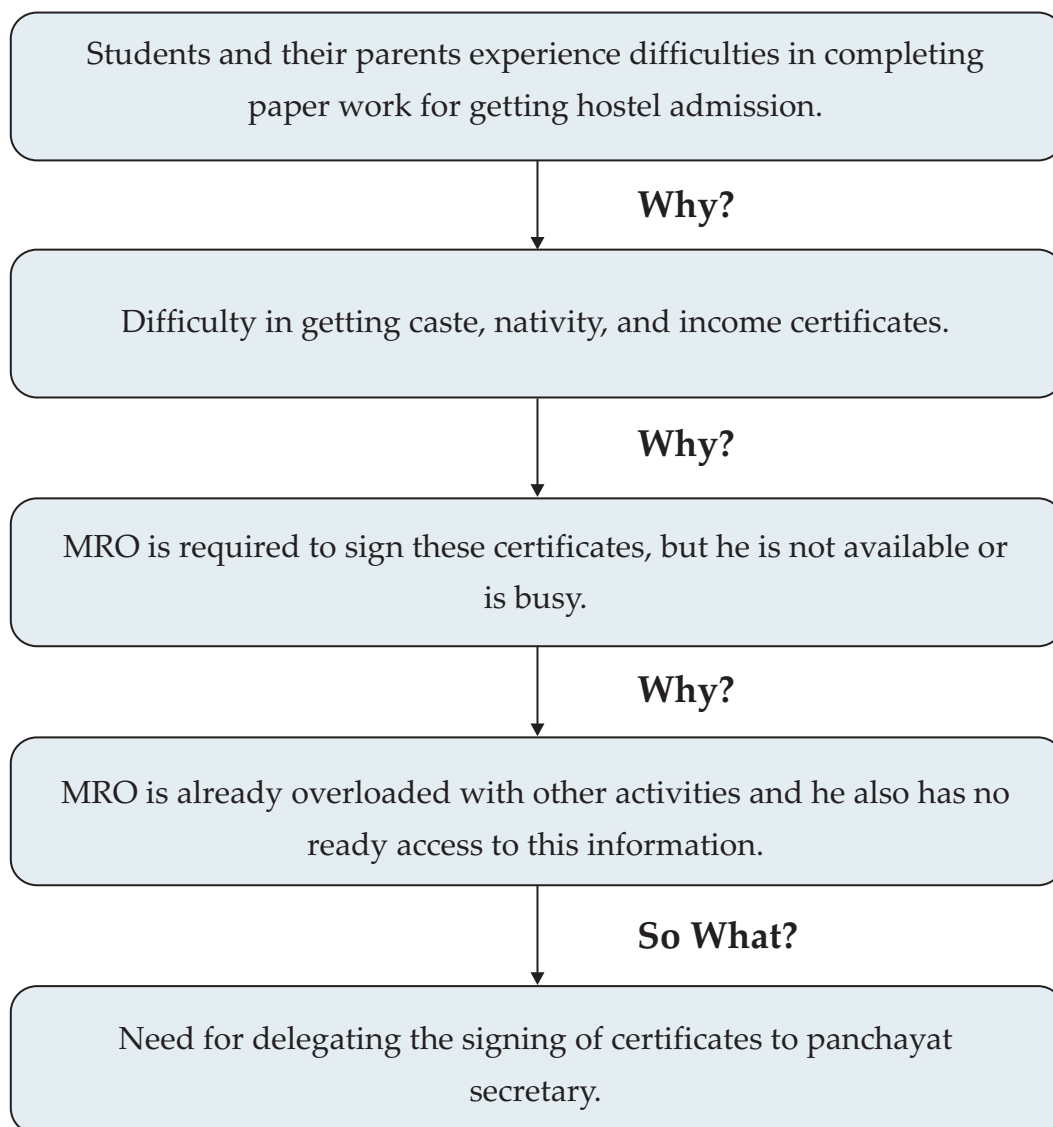 Students and their parents experience difficulties in completing
paper work for getting hostel admission.
Why?
Difficulty in getting caste, nativity, and income certificates.
Why?
MRO is required to sign these certificates, but he is not available or
is busy.
Why?
MRO is already overloaded with other activities and he also has no
ready access to this information.
So What?
Need for delegating the signing of certificates to panchayat
secretary.